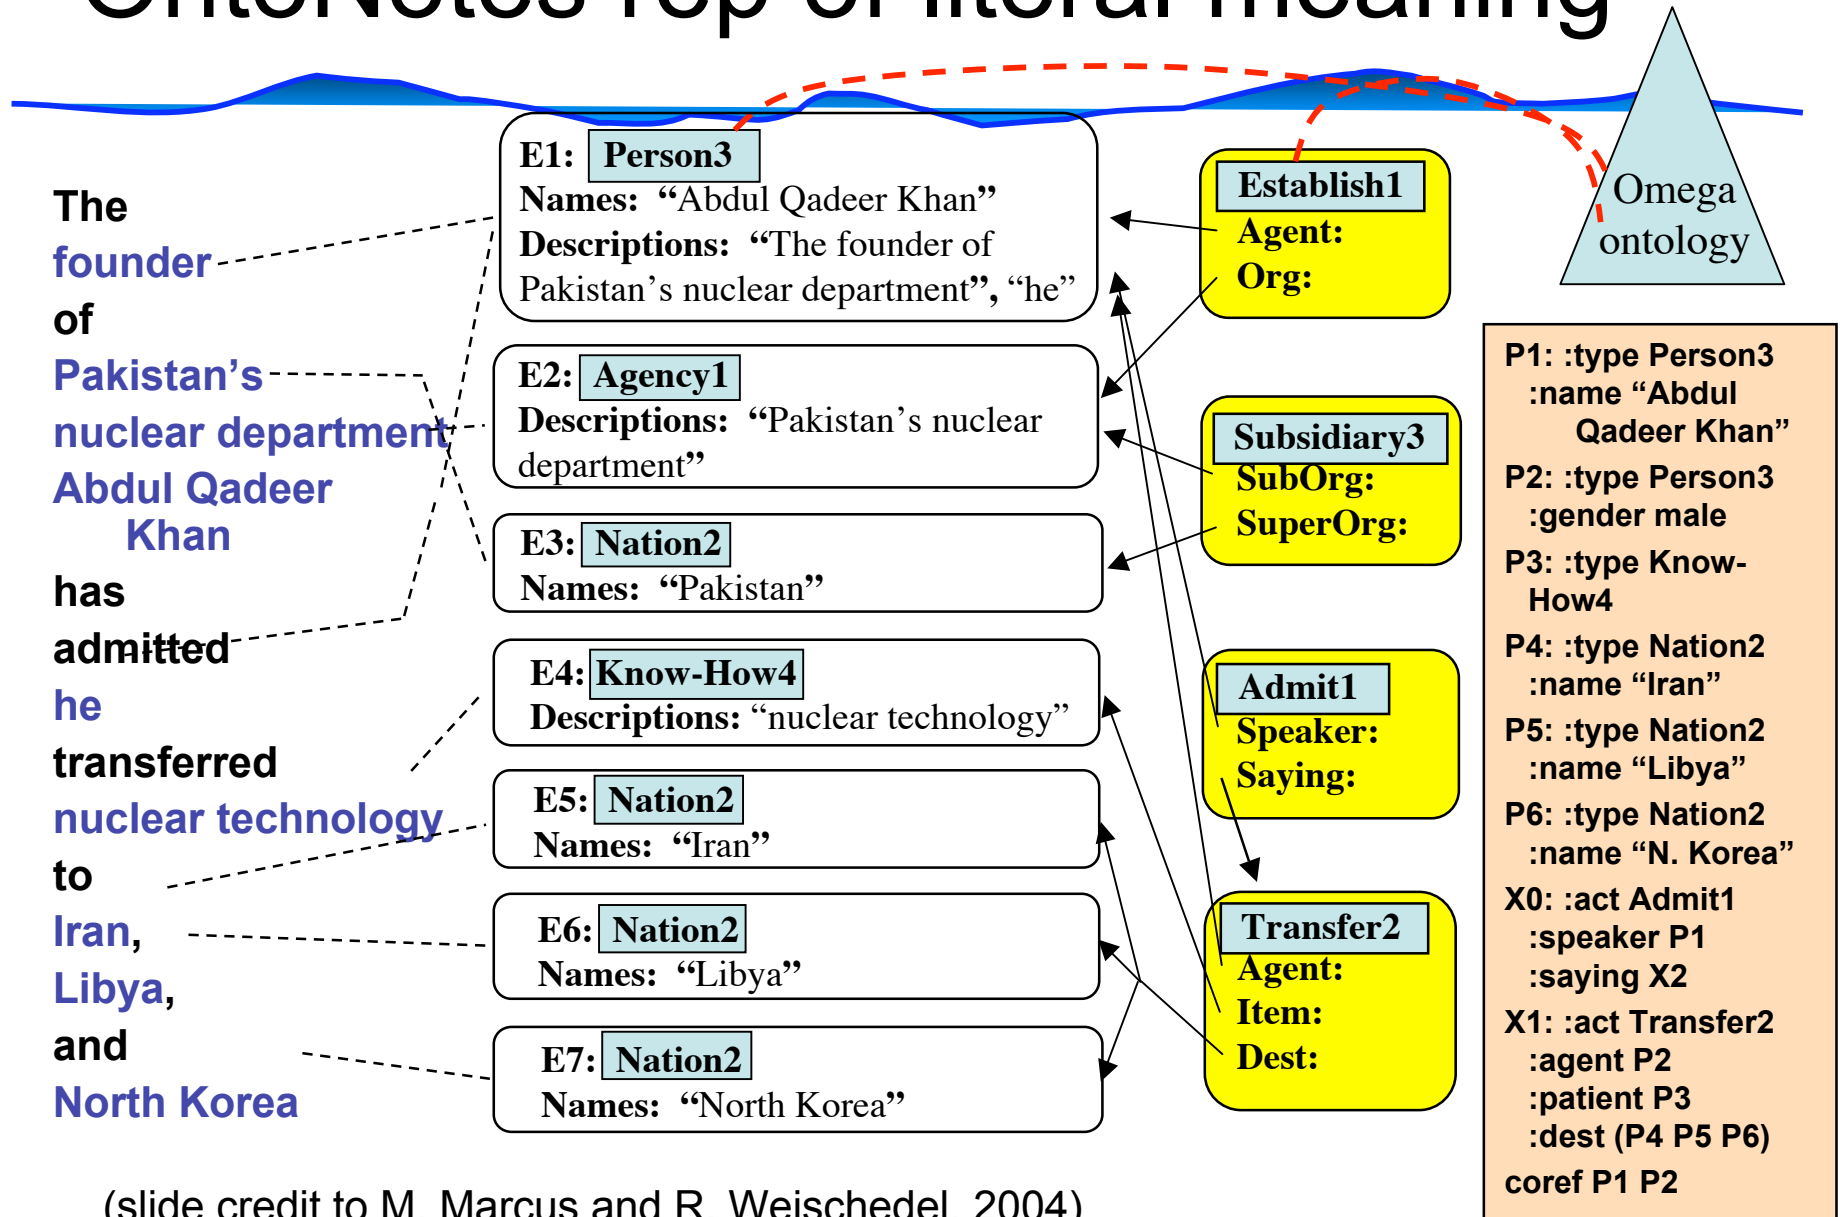 OntoNotes rep of literal meaning
The
founder
of
Pakistan’s
nuclear department
Abdul Qadeer
Khan
has
admitted
he
transferred
nuclear technology
to
Iran,
Libya,
and
North Korea
E1: Person3
Names: “Abdul Qadeer Khan”
Descriptions: “The founder of
Pakistan’s nuclear department”, “he”
E2: Agency1
Descriptions: “Pakistan’s nuclear
department”
E3: Nation2
Names: “Pakistan”
E4: Know-How4
Descriptions: “nuclear technology”
E5: Nation2
Names: “Iran”
E6: Nation2
Names: “Libya”
E7: Nation2
Names: “North Korea”
Establish1
Agent:
Org:
Subsidiary3
SubOrg:
SuperOrg:
Admit1
Speaker:
Saying:
Transfer2
Agent:
Item:
Dest:
Omega
ontology
P1: :type Person3
:name “Abdul
Qadeer Khan”
P2: :type Person3
:gender male
P3: :type Know-
How4
P4: :type Nation2
:name “Iran”
P5: :type Nation2
:name “Libya”
P6: :type Nation2
:name “N. Korea”
X0: :act Admit1
:speaker P1
:saying X2
X1: :act Transfer2
:agent P2
:patient P3
:dest (P4 P5 P6)
coref P1 P2
(slide credit to M. Marcus and R. Weischedel, 2004)